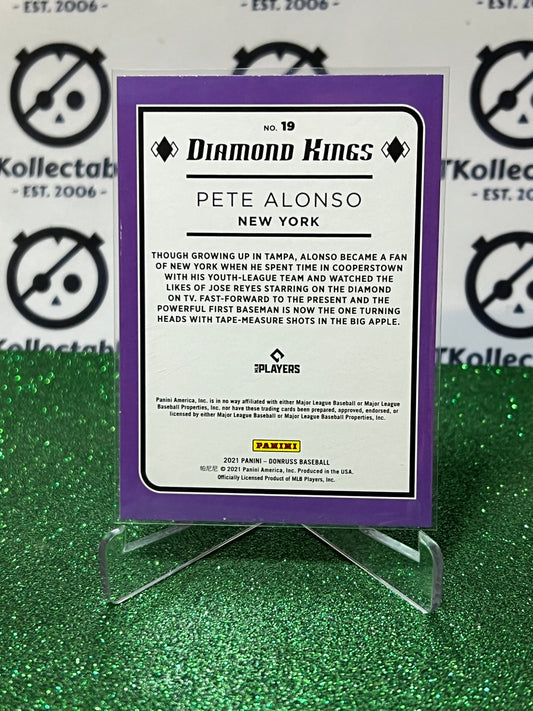 EST. 2006 -
- EST. 2006 -
- EST. 2006 -
Kollectab
- EST. 2006 -
TKollectab
- EST. 2006 -
TKollecta
NO. 19
DIAMOND KINGS
PETE ALONSO
NEW YORK
THOUGH GROWING UP IN TAMPA, ALONSO BECAME A FAN
OF NEW YORK WHEN HE SPENT TIME IN COOPERSTOWN
WITH HIS YOUTH-LEAGUE TEAM AND WATCHED THE
LIKES OF JOSE REYES STARRING ON THE DIAMOND
ON TV. FAST-FORWARD TO THE PRESENT AND THE
POWERFUL FIRST BASEMAN IS NOW THE ONE TURNING
HEADS WITH TAPE-MEASURE SHOTS IN THE BIG APPLE.
MLB PLAYERS
Panini America, Inc. is in no way affiliated with either Major League Baseball or Major League
Baseball Properties, Inc. nor have these trading cards been prepared, approved, endorsed, or
licensed by either Major League Baseball or Major League Baseball Properties, Inc.
PANINI
2021 PANINI – DONRUSS BASEBALL
帕尼尼 © 2021 Panini America, Inc. Produced in the USA.
Officially Licensed Product of MLB Players, Inc.